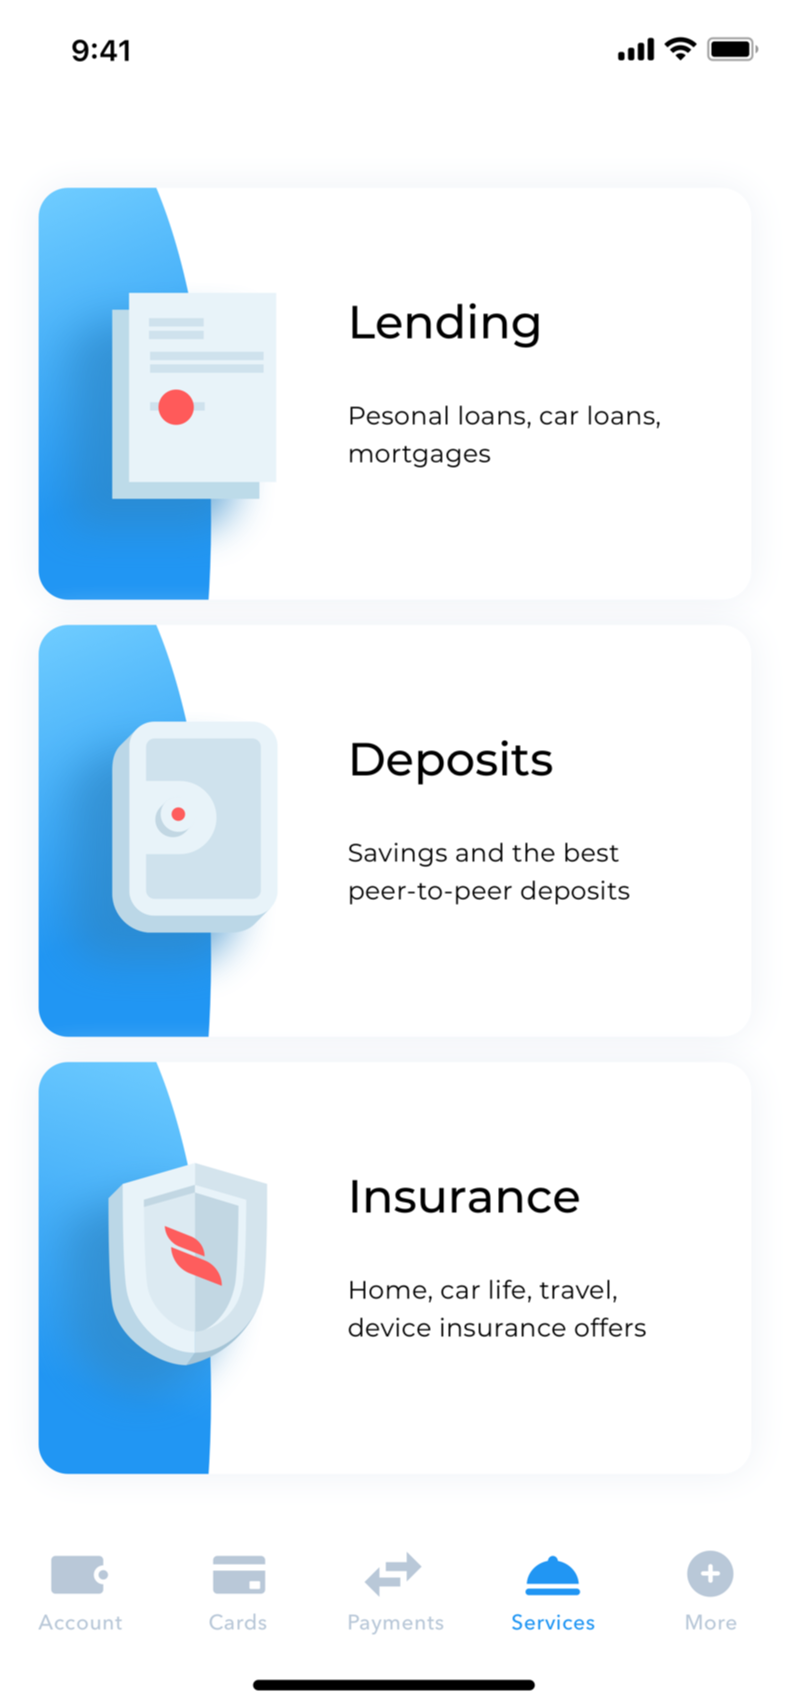 9:41
Lending
Pesonal loans, car loans,
mortgages
Deposits
Savings and the best
peer-to-peer deposits
Insurance
Home, car life, travel,
device insurance offers
Account
Cards
Payments
Services
More